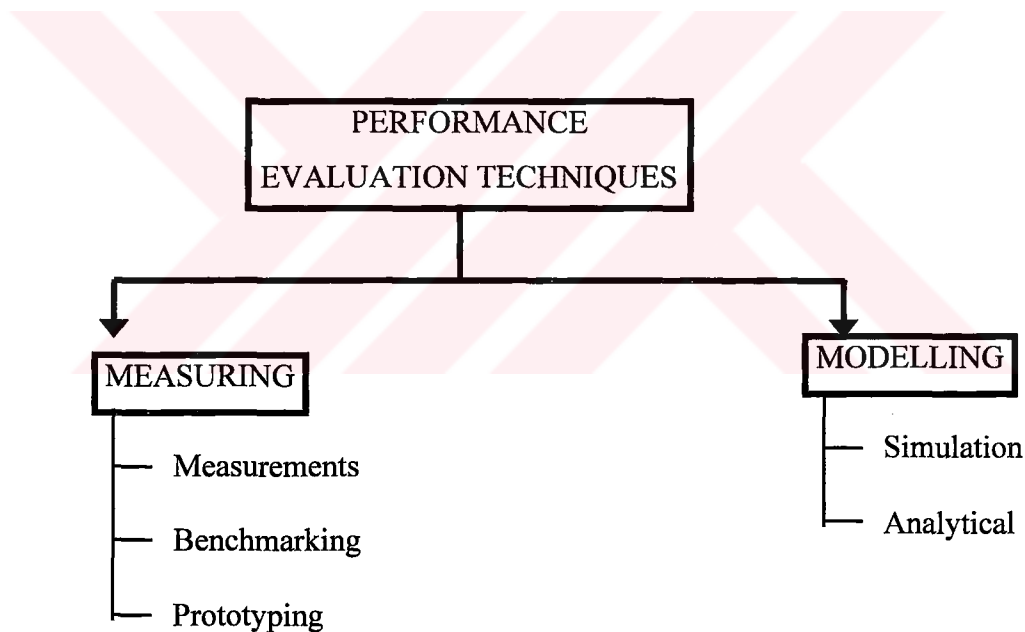 PERFORMANCE
EVALUATION TECHNIQUES
MEASURING
Measurements
Benchmarking
Prototyping
MODELLING
Simulation
Analytical